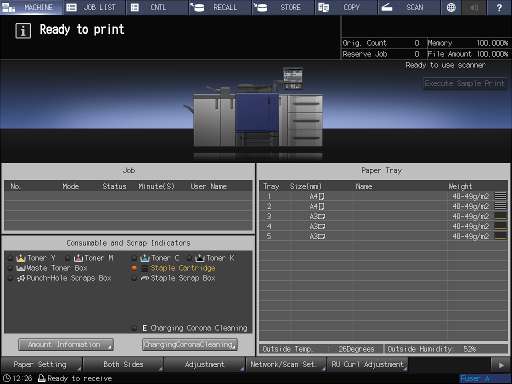 MACHINE JOB LIST CNTL RECALL STORE COPY SCAN ?
i Ready to print
Orig. Count 0 Memory 100.000%
Reserve Job 0 File Amount 100.000%
Ready to use scanner
Execute Sample Print
Job
No. Mode Status Minute(S) User Name
Paper Tray
Tray Size[mm] Name Weight
1 A4 40-49g/m2
2 A4 40-49g/m2
3 A3 40-49g/m2
4 A3 40-49g/m2
5 A3 40-49g/m2
Consumable and Scrap Indicators
Toner Y Toner M Toner C Toner K
Waste Toner Box Staple Cartridge
Punch-Hole Scraps Box Staple Scrap Box
E Charging Corona Cleaning
Amount Information ChargingCoronaCleaning
Outside Temp. : 26Degrees Outside Humidity: 52%
Paper Setting Both Sides Adjustment Network/Scan Set. RU Curl Adjustment
12:26 Ready to receive Fuser A